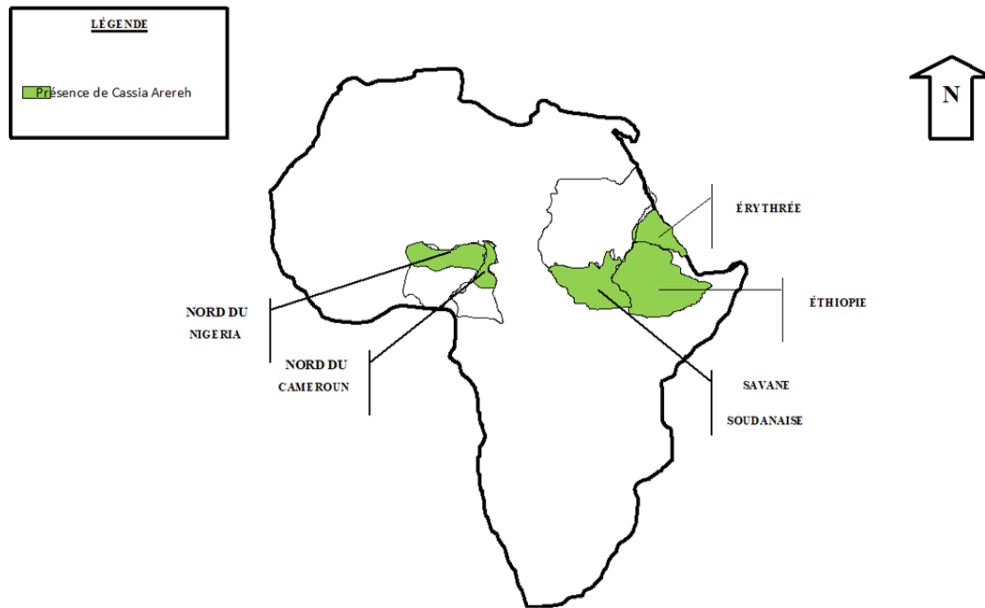 LÉGENDE
Présence de Cassia Arereh
N
ÉRYTHRÉE
ÉTHIOPIE
NORD DU
NIGERIA
NORD DU
CAMEROUN
SAVANE
SOUDANAISE